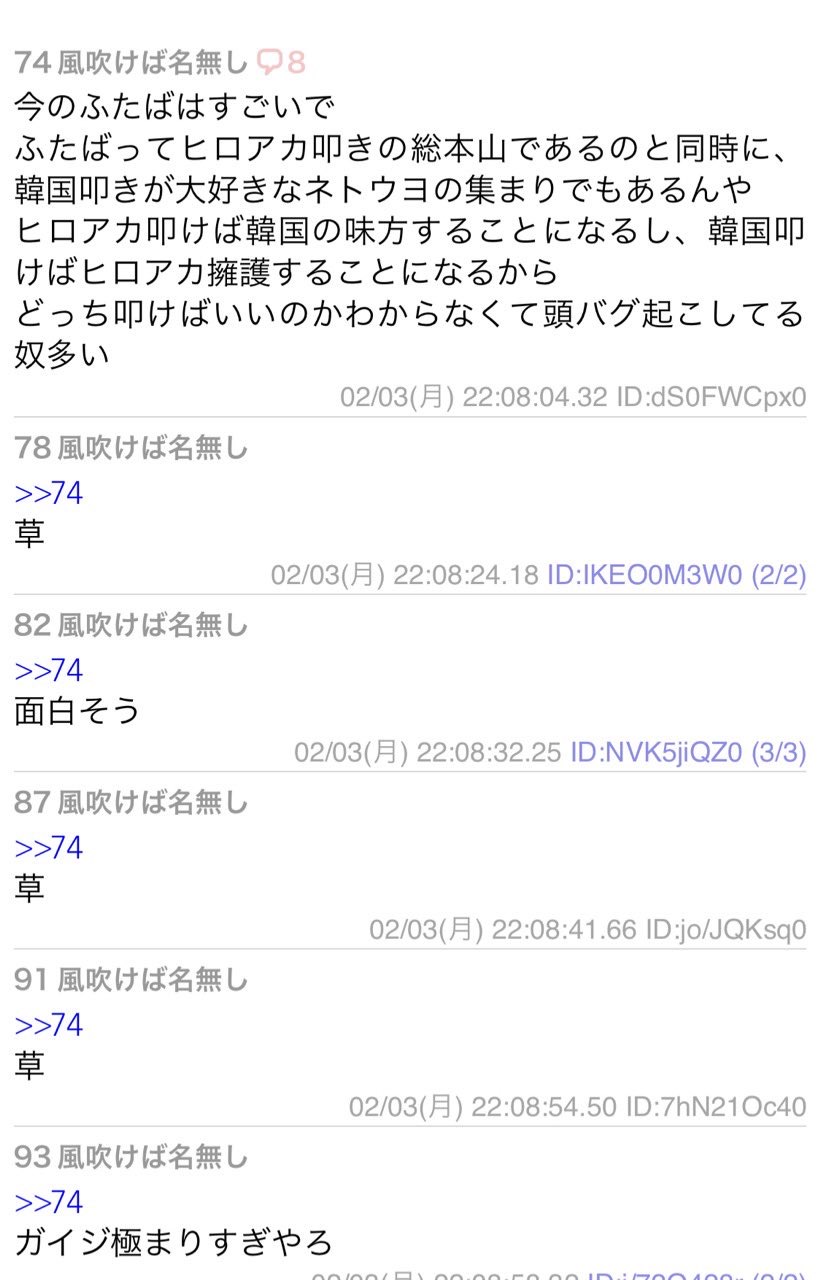 74 風吹けば名無し 8
今のふたばはすごいで
ふたばってヒロアカ叩きの総本山であるのと同時に、
韓国叩きが大好きなネトウヨの集まりでもあるんや
ヒロアカ叩けば韓国の味方することになるし、韓国叩
けばヒロアカ擁護することになるから
どっち叩けばいいのかわからなくて頭バグ起こしてる
奴多い
02/03(月) 22:08:04.32 ID:dS0FWCpx0
78 風吹けば名無し
>>74
草
02/03(月) 22:08:24.18 ID:IKEO0M3W0 (2/2)
82 風吹けば名無し
>>74
面白そう
02/03(月) 22:08:32.25 ID:NVK5jiQZ0 (3/3)
87 風吹けば名無し
>>74
草
02/03(月) 22:08:41.66 ID:jo/JQKsq0
91 風吹けば名無し
>>74
草
02/03(月) 22:08:54.50 ID:7hN21Oc40
93 風吹けば名無し
>>74
ガイジ極まりすぎやろ